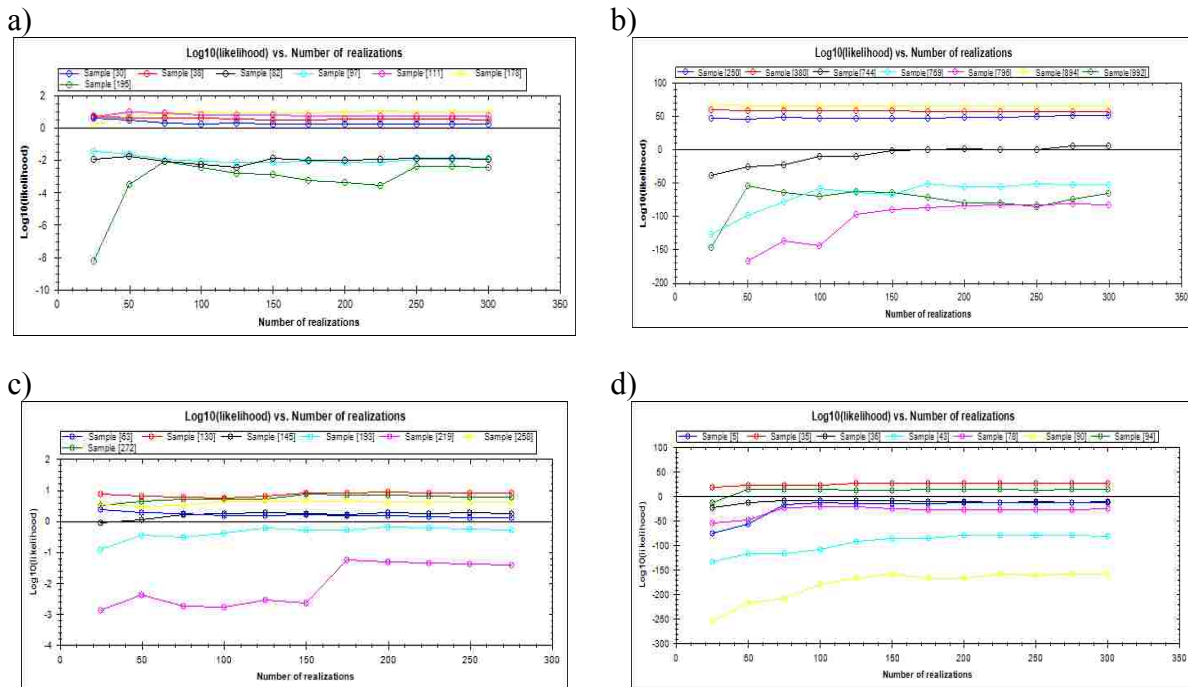 a)
Log10(likelihood) vs. Number of realizations
Sample [30] Sample [38] Sample [82] Sample [97] Sample [111] Sample [178]
Sample [195]
Log10(likelihood)
2
0
-2
-4
-6
-8
-10
0 50 100 150 200 250 300 350
Number of realizations
b)
Log10(likelihood) vs. Number of realizations
Sample [250] Sample [380] Sample [744] Sample [769] Sample [796] Sample [894] Sample [992]
Log10(likelihood)
100
50
0
-50
-100
-150
-200
0 50 100 150 200 250 300 350
Number of realizations
c)
Log10(likelihood) vs. Number of realizations
Sample [63] Sample [130] Sample [145] Sample [193] Sample [219] Sample [258]
Sample [272]
Log10(likelihood)
2
1
0
-1
-2
-3
-4
0 50 100 150 200 250 300
Number of realizations
d)
Log10(likelihood) vs. Number of realizations
Sample [5] Sample [35] Sample [36] Sample [43] Sample [78] Sample [90] Sample [94]
Log10(likelihood)
100
50
0
-50
-100
-150
-200
-250
-300
0 50 100 150 200 250 300 350
Number of realizations